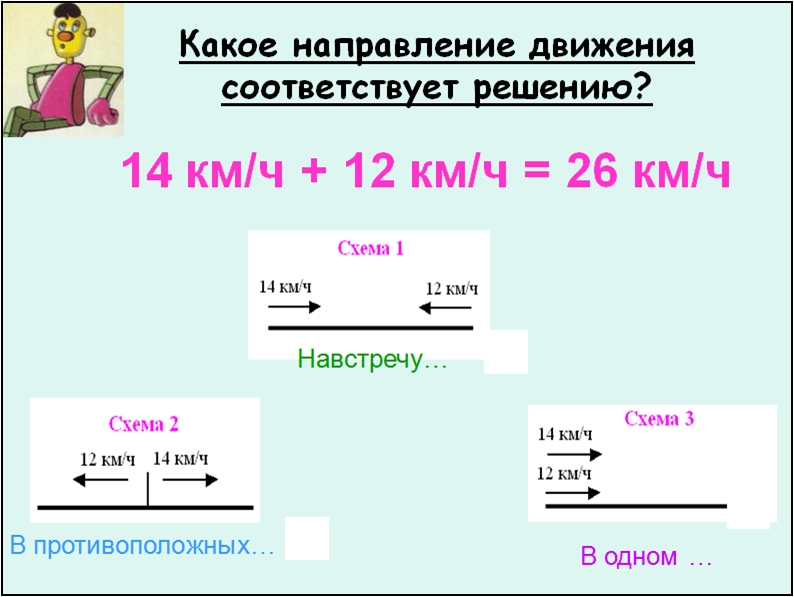 Какое направление движения
соответствует решению?
14 км/ч + 12 км/ч = 26 км/ч
Схема 1
14 км/ч 12 км/ч
Навстречу…
Схема 2
12 км/ч 14 км/ч
В противоположных…
Схема 3
14 км/ч
12 км/ч
В одном …